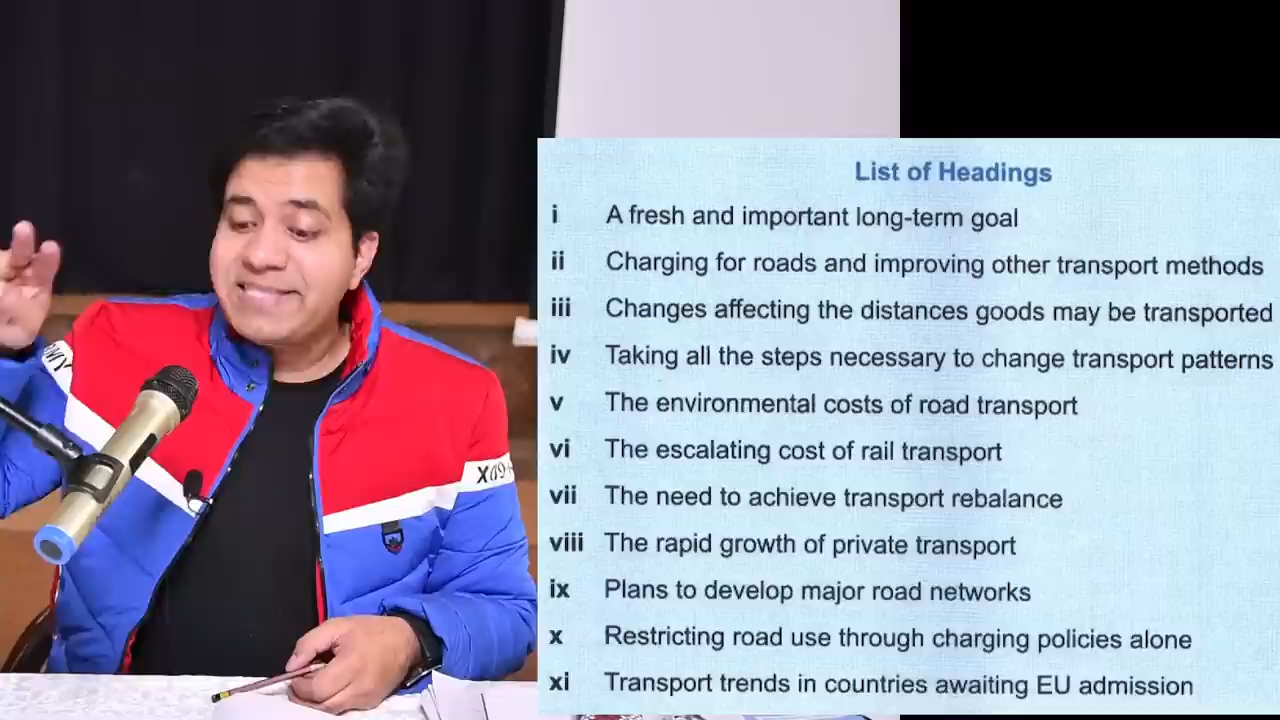 List of Headings
i A fresh and important long-term goal
ii Charging for roads and improving other transport methods
iii Changes affecting the distances goods may be transported
iv Taking all the steps necessary to change transport patterns
v The environmental costs of road transport
vi The escalating cost of rail transport
vii The need to achieve transport rebalance
viii The rapid growth of private transport
ix Plans to develop major road networks
x Restricting road use through charging policies alone
xi Transport trends in countries awaiting EU admission